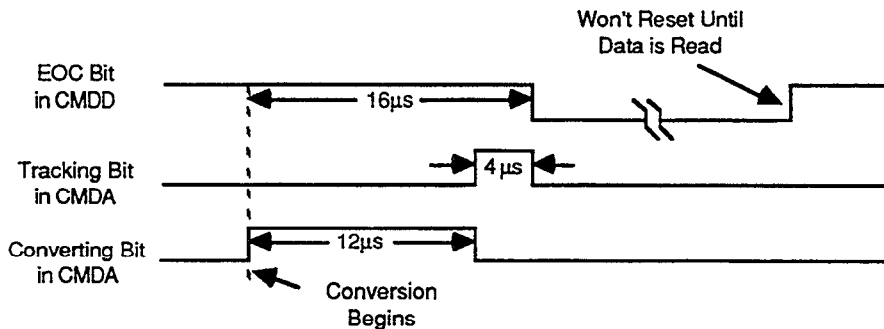 Won't Reset Until
Data is Read
EOC Bit
in CMDD
16µs
Tracking Bit
in CMDA
4 µs
Converting Bit
in CMDA
12µs
Conversion
Begins